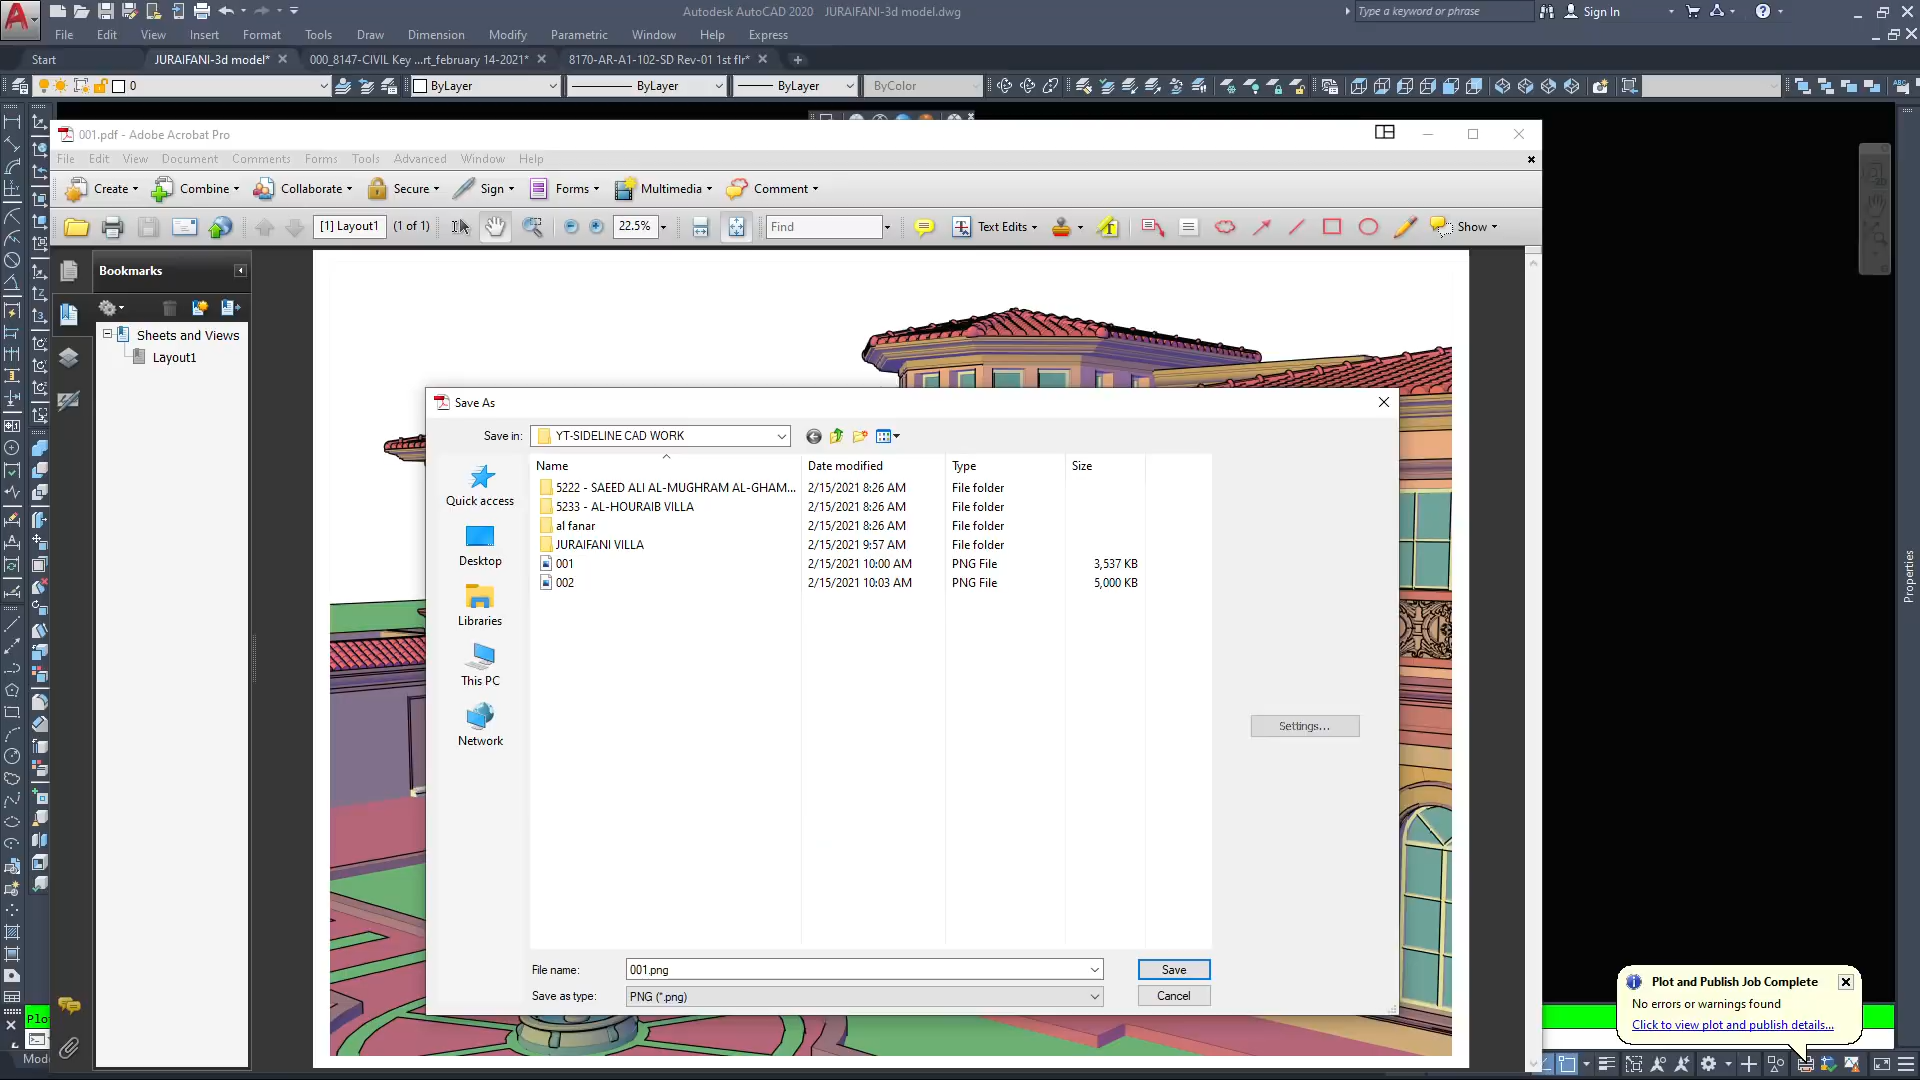 Autodesk AutoCAD 2020 JURAIFANI-3d model.dwg
Type a keyword or phrase
Sign In
File Edit View Insert Format Tools Draw Dimension Modify Parametric Window Help Express
Start
JURAIFANI-3d model*
000_8147-CIVIL Key ...rt_february 14-2021*
8170-AR-A1-102-SD Rev-01 1st flr*
0
ByLayer
ByLayer
ByLayer
ByColor
001.pdf - Adobe Acrobat Pro
File Edit View Document Comments Forms Tools Advanced Window Help
Create Combine Collaborate Secure Sign Forms Multimedia Comment
[1] Layout1 (1 of 1) 22.5% Find Text Edits Show
Bookmarks
Sheets and Views
Layout1
Save As
Save in: YT-SIDELINE CAD WORK
Name Date modified Type Size
5222 - SAEED ALI AL-MUGHRAM AL-GHAM... 2/15/2021 8:26 AM File folder
5233 - AL-HOURAIB VILLA 2/15/2021 8:26 AM File folder
al fanar 2/15/2021 8:26 AM File folder
JURAIFANI VILLA 2/15/2021 9:57 AM File folder
001 2/15/2021 10:00 AM PNG File 3,537 KB
002 2/15/2021 10:03 AM PNG File 5,000 KB
Quick access
Desktop
Libraries
This PC
Network
Settings...
File name: 001.png Save
Save as type: PNG (*.png) Cancel
Properties
Plot and Publish Job Complete
No errors or warnings found
Click to view plot and publish details...
Plo
Mod